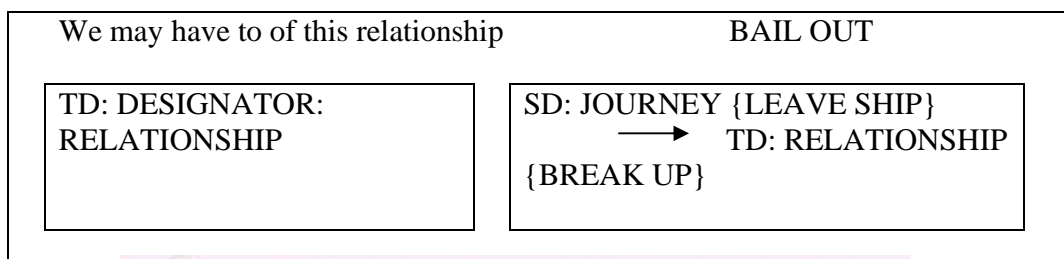 We may have to of this relationship BAIL OUT
TD: DESIGNATOR:
RELATIONSHIP
SD: JOURNEY {LEAVE SHIP}
→ TD: RELATIONSHIP
{BREAK UP}